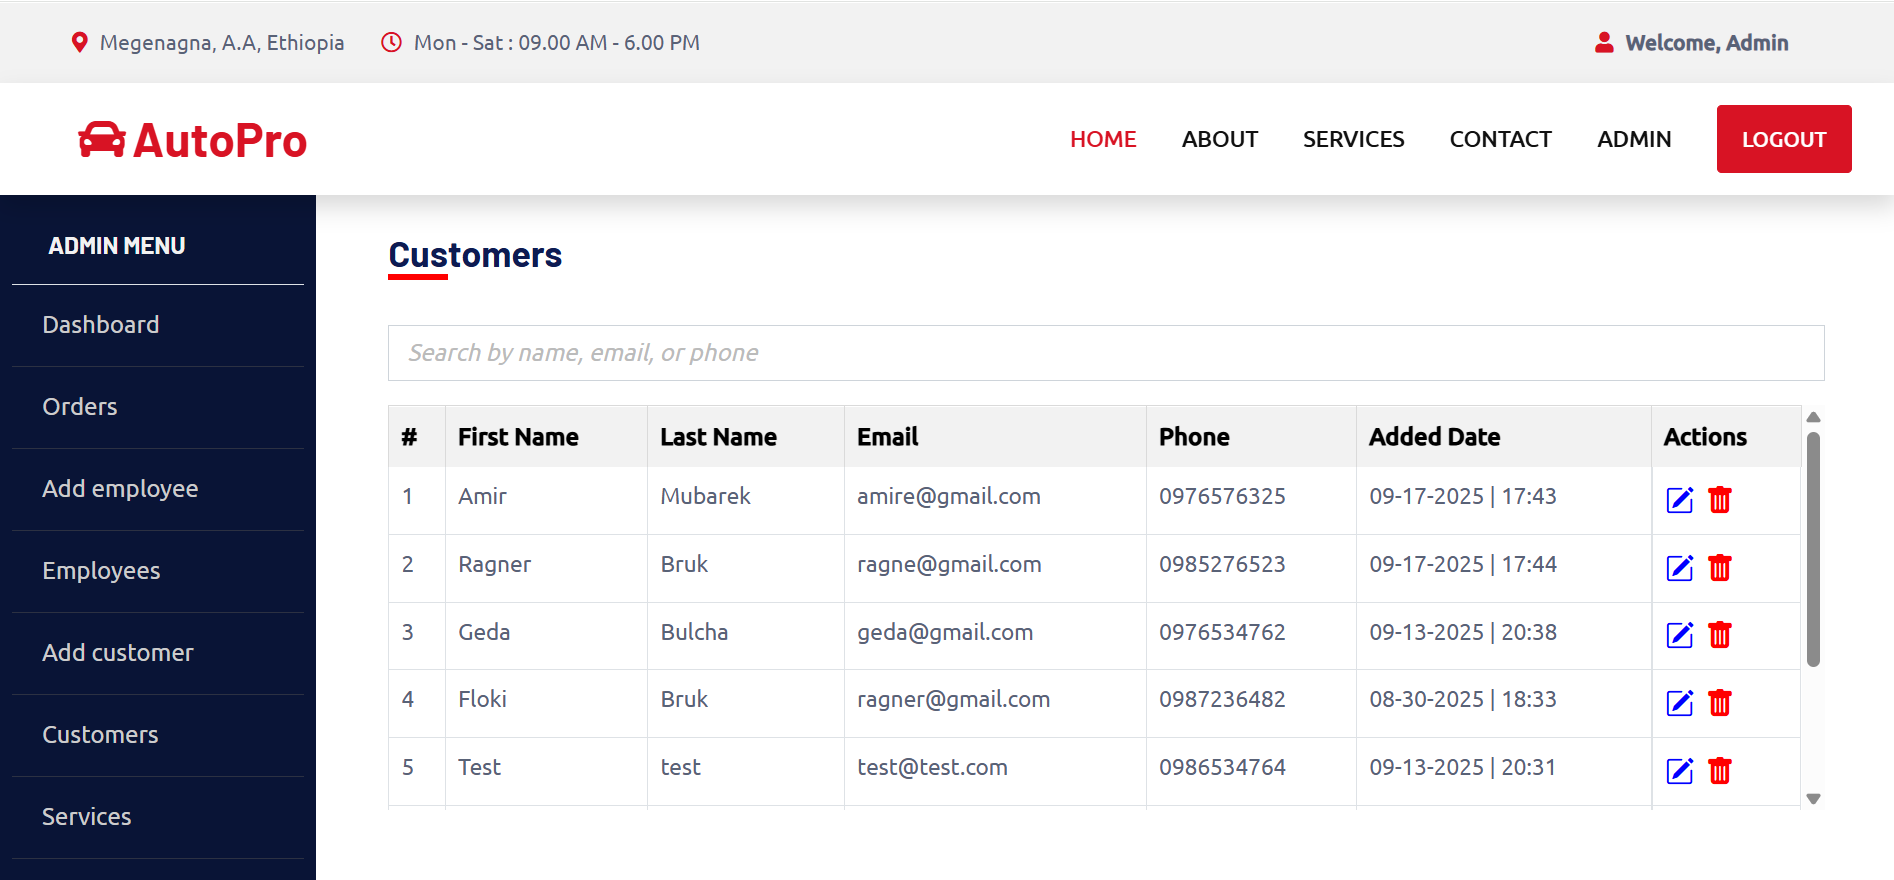 Megenagna, A.A, Ethiopia Mon - Sat : 09.00 AM - 6.00 PM Welcome, Admin
AutoPro HOME ABOUT SERVICES CONTACT ADMIN LOGOUT
ADMIN MENU
Dashboard
Orders
Add employee
Employees
Add customer
Customers
Services
Customers
Search by name, email, or phone
# First Name Last Name Email Phone Added Date Actions
1 Amir Mubarek amire@gmail.com 0976576325 09-17-2025 | 17:43
2 Ragner Bruk ragne@gmail.com 0985276523 09-17-2025 | 17:44
3 Geda Bulcha geda@gmail.com 0976534762 09-13-2025 | 20:38
4 Floki Bruk ragner@gmail.com 0987236482 08-30-2025 | 18:33
5 Test test test@test.com 0986534764 09-13-2025 | 20:31